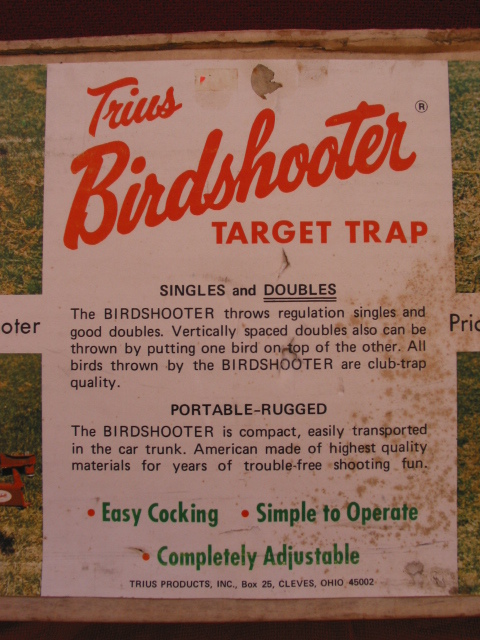 Trius
Birdshooter ®
TARGET TRAP
SINGLES and DOUBLES
The BIRDSHOOTER throws regulation singles and
good doubles. Vertically spaced doubles also can be
thrown by putting one bird on top of the other. All
birds thrown by the BIRDSHOOTER are club-trap
quality.
oter
Pric
PORTABLE-RUGGED
The BIRDSHOOTER is compact, easily transported
in the car trunk. American made of highest quality
materials for years of trouble-free shooting fun.
• Easy Cocking • Simple to Operate
• Completely Adjustable
TRIUS PRODUCTS, INC., Box 25, CLEVES, OHIO 45002